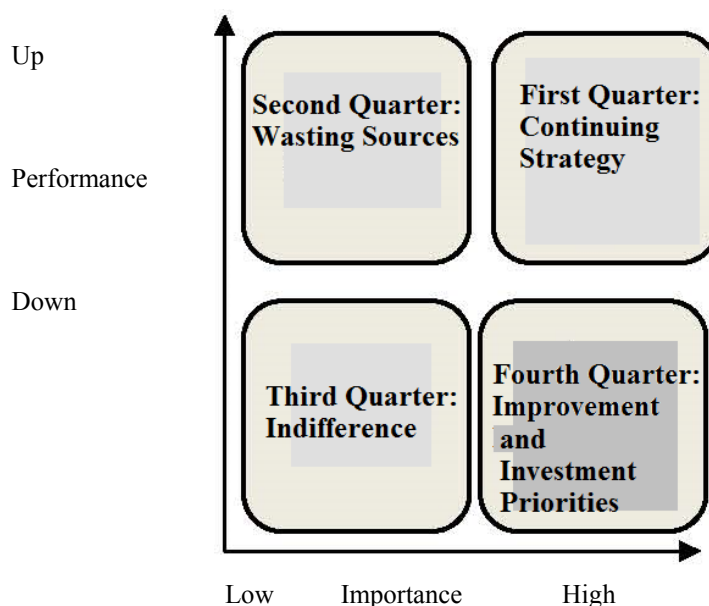 Up
Second Quarter:
Wasting Sources
First Quarter:
Continuing
Strategy
Performance
Down
Third Quarter:
Indifference
Fourth Quarter:
Improvement
and
Investment
Priorities
Low Importance High